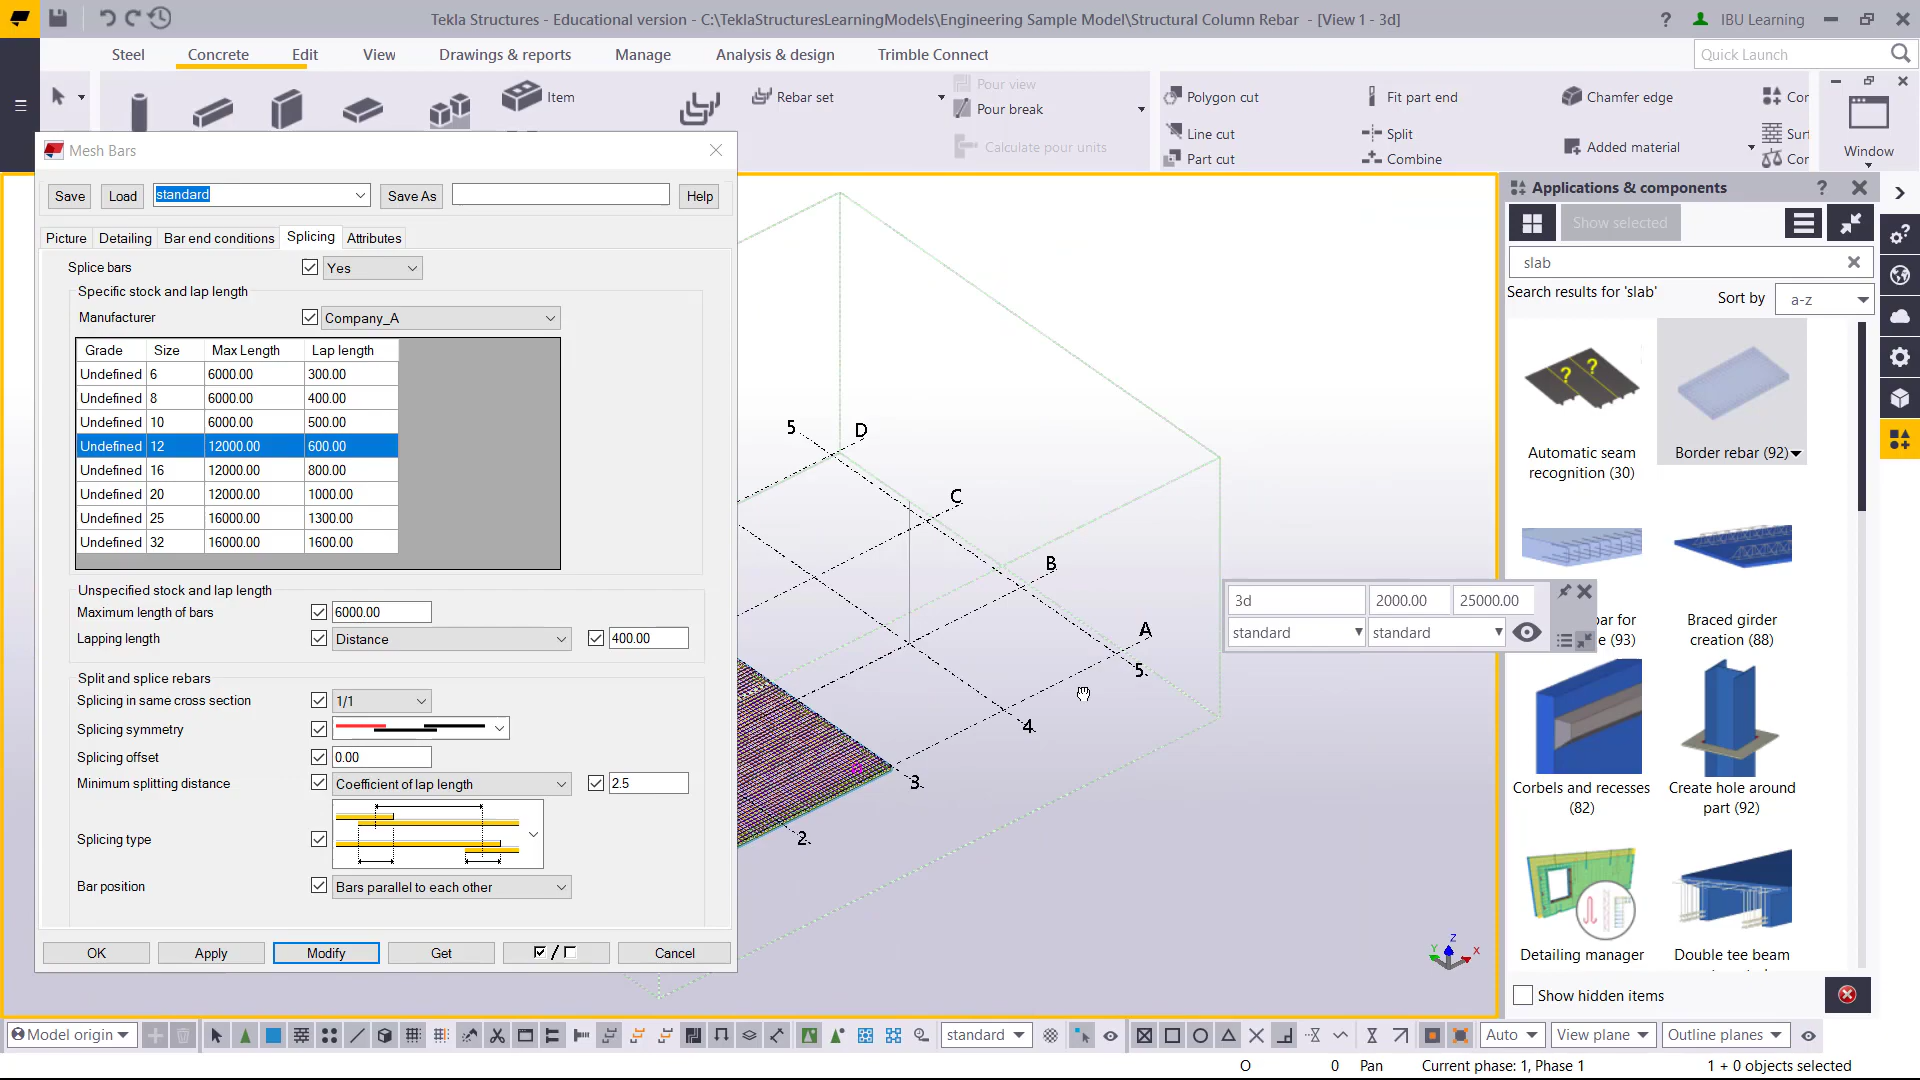 Tekla Structures - Educational version - C:\TeklaStructuresLearningModels\Engineering Sample Model\Structural Column Rebar - [View 1 - 3d]
? IBU Learning
Steel Concrete Edit View Drawings & reports Manage Analysis & design Trimble Connect
Quick Launch
Item
Rebar set
Pour view
Pour break
Calculate pour units
Polygon cut
Line cut
Part cut
Fit part end
Split
Combine
Chamfer edge
Added material
Window
Mesh Bars
Save Load standard Save As Help
Picture Detailing Bar end conditions Splicing Attributes
Splice bars Yes
Specific stock and lap length
Manufacturer Company_A
Grade Size Max Length Lap length
Undefined 6 6000.00 300.00
Undefined 8 6000.00 400.00
Undefined 10 6000.00 500.00
Undefined 12 12000.00 600.00
Undefined 16 12000.00 800.00
Undefined 20 12000.00 1000.00
Undefined 25 16000.00 1300.00
Undefined 32 16000.00 1600.00
Unspecified stock and lap length
Maximum length of bars 6000.00
Lapping length Distance 400.00
Split and splice rebars
Splicing in same cross section 1/1
Splicing symmetry
Splicing offset 0.00
Minimum splitting distance Coefficient of lap length 2.5
Splicing type
Bar position Bars parallel to each other
OK Apply Modify Get / Cancel
5 D
C
B
A
5
4
3
2
3d 2000.00 25000.00
standard standard
Z
Y X
Applications & components ?
Show selected
slab
Search results for 'slab' Sort by a-z
Automatic seam recognition (30)
Border rebar (92)
Braced girder creation (88)
Corbels and recesses (82)
Create hole around part (92)
Detailing manager
Double tee beam
Show hidden items
Model origin standard Auto View plane Outline planes
O 0 Pan Current phase: 1, Phase 1 1 + 0 objects selected